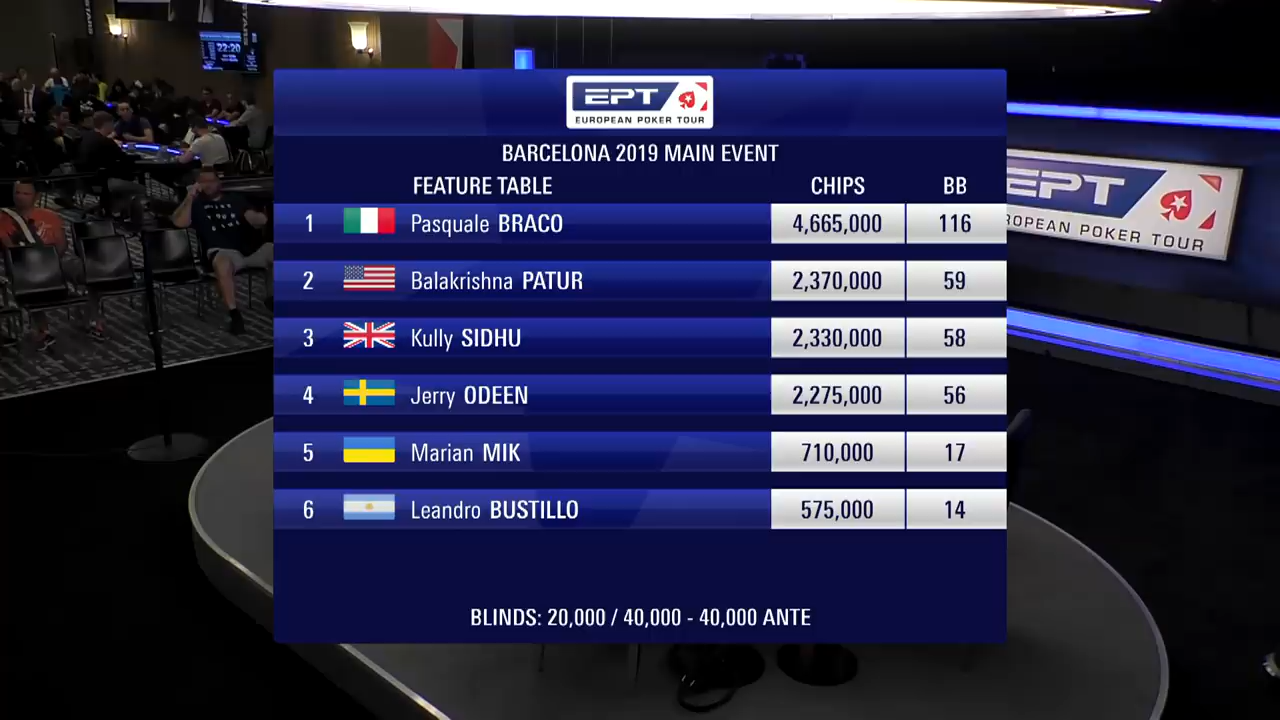 22:20
EPT
EUROPEAN POKER TOUR
BARCELONA 2019 MAIN EVENT
FEATURE TABLE CHIPS BB
1 Pasquale BRACO 4,665,000 116
2 Balakrishna PATUR 2,370,000 59
3 Kully SIDHU 2,330,000 58
4 Jerry ODEEN 2,275,000 56
5 Marian MIK 710,000 17
6 Leandro BUSTILLO 575,000 14
BLINDS: 20,000 / 40,000 - 40,000 ANTE
EPT
ROPEAN POKER TOUR